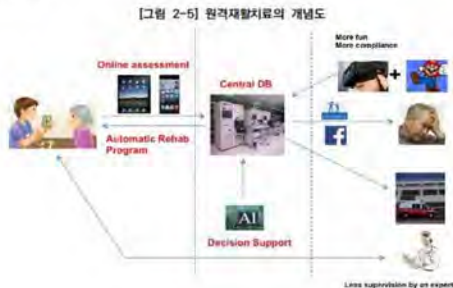 [그림 2-5] 원격재활치료의 개념도
More fun
More compliance
Online assessment
Central DB
Automatic Rehab
Program
AI
Decision Support
Less supervision by an expert